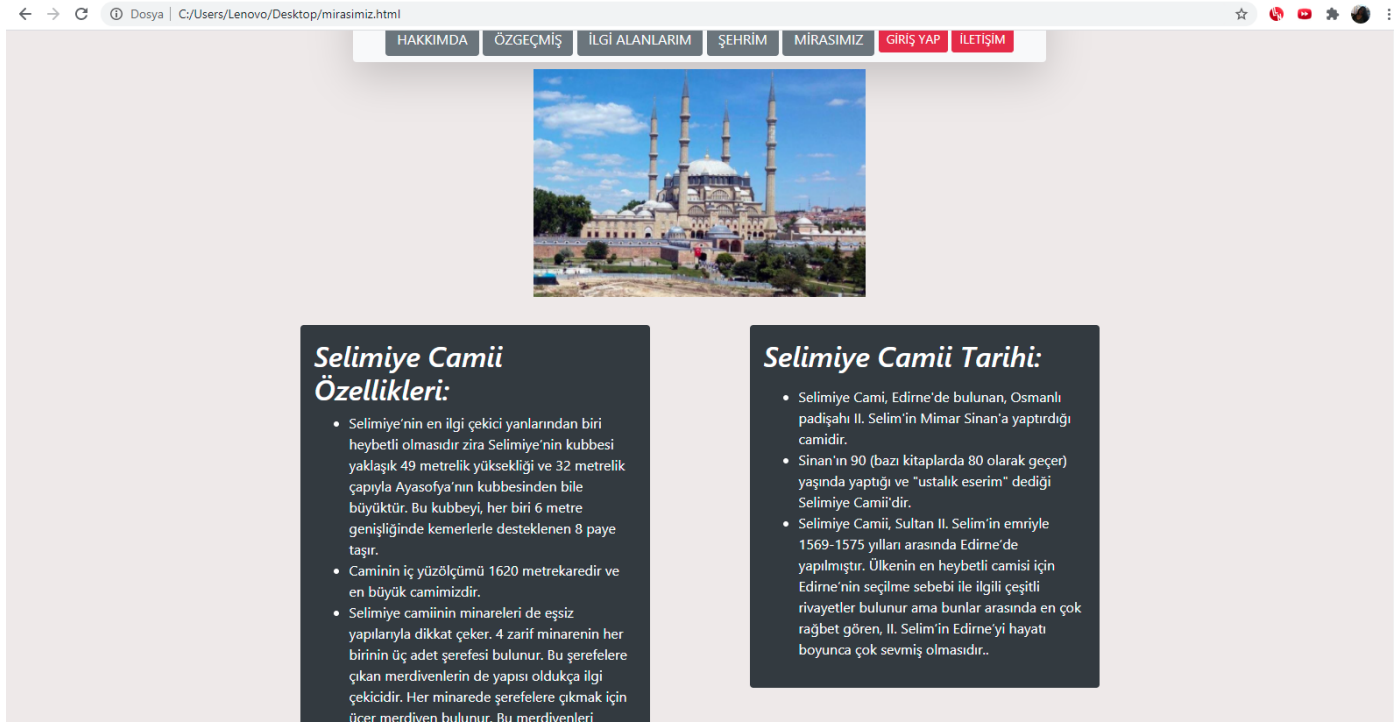 Dosya | C:/Users/Lenovo/Desktop/mirasimiz.html
HAKKIMDA ÖZGEÇMİŞ İLGİ ALANLARIM ŞEHRİM MİRASIMIZ GİRİŞ YAP İLETİŞİM
Selimiye Camii
Özellikleri:
• Selimiye’nin en ilgi çekici yanlarından biri
heybetli olmasıdır zira Selimiye’nin kubbesi
yaklaşık 49 metrelik yüksekliği ve 32 metrelik
çapıyla Ayasofya’nın kubbesinden bile
büyüktür. Bu kubbeyi, her biri 6 metre
genişliğinde kemerlerle desteklenen 8 paye
taşır.
• Caminin iç yüzölçümü 1620 metrekaredir ve
en büyük camimizdir.
• Selimiye camiinin minareleri de eşsiz
yapılarıyla dikkat çeker. 4 zarif minarenin her
birinin üç adet şerefesi bulunur. Bu şerefelere
çıkan merdivenlerin de yapısı oldukça ilgi
çekicidir. Her minarede şerefelere çıkmak için
üçer merdiven bulunur. Bu merdivenleri
Selimiye Camii Tarihi:
• Selimiye Cami, Edirne'de bulunan, Osmanlı
padişahı II. Selim'in Mimar Sinan'a yaptırdığı
camidir.
• Sinan'ın 90 (bazı kitaplarda 80 olarak geçer)
yaşında yaptığı ve "ustalık eserim" dediği
Selimiye Camii'dir.
• Selimiye Camii, Sultan II. Selim’in emriyle
1569-1575 yılları arasında Edirne’de
yapılmıştır. Ülkenin en heybetli camisi için
Edirne’nin seçilme sebebi ile ilgili çeşitli
rivayetler bulunur ama bunlar arasında en çok
rağbet gören, II. Selim’in Edirne’yi hayatı
boyunca çok sevmiş olmasıdır..